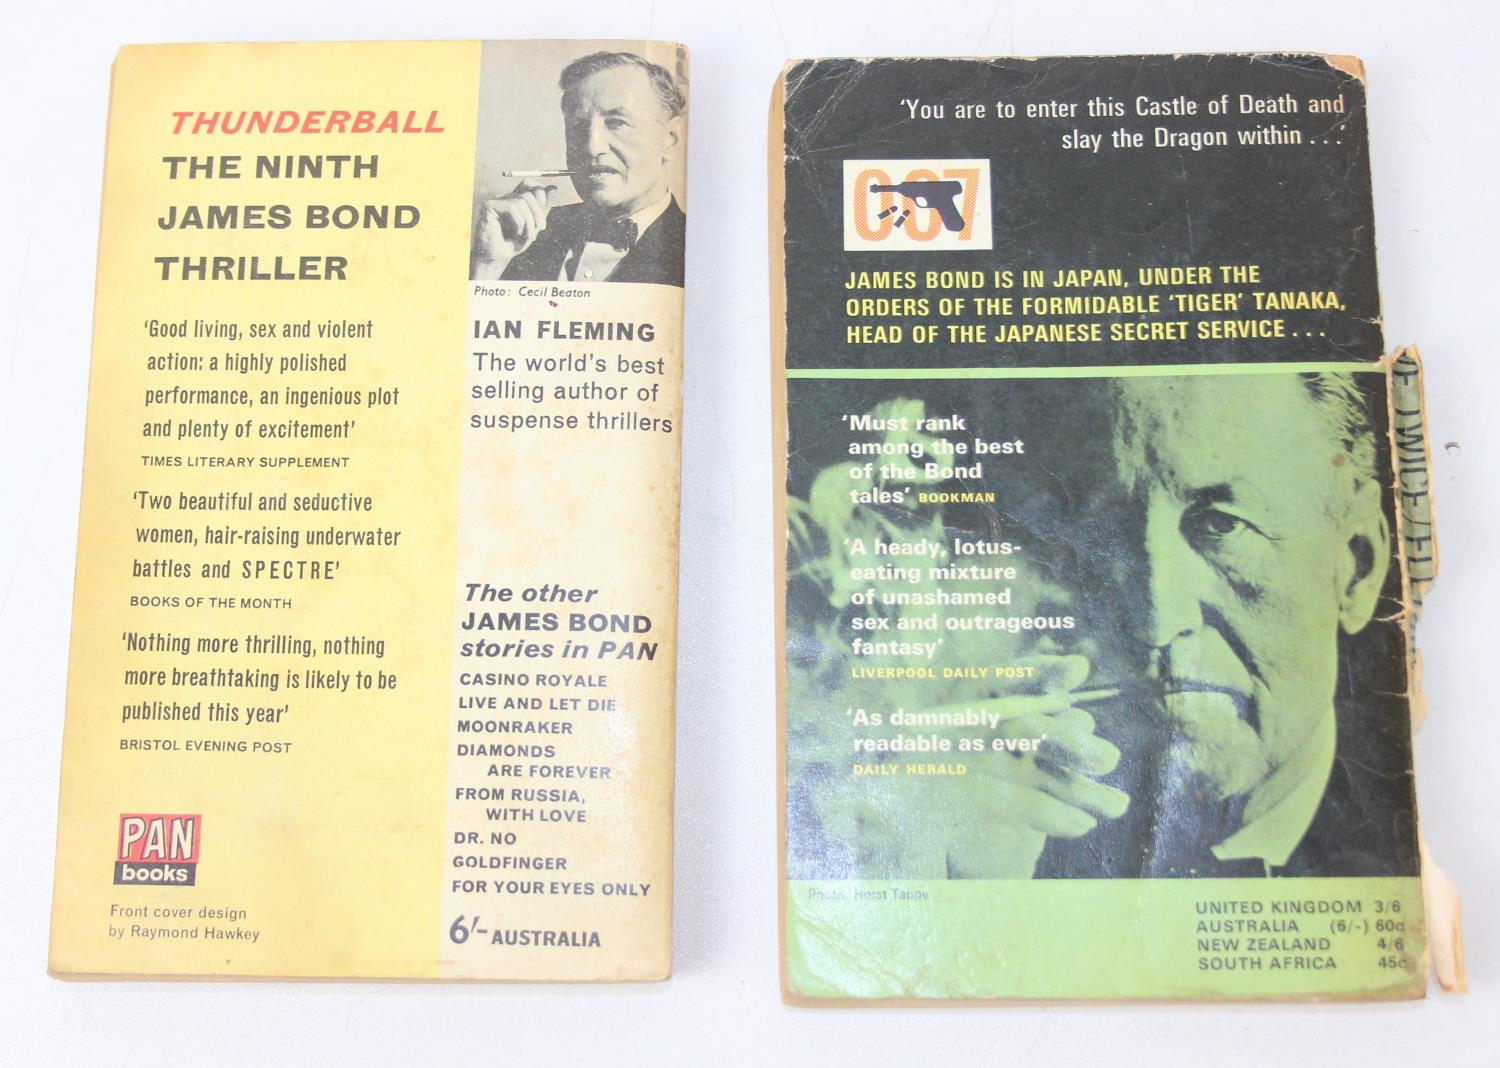 THUNDERBALL
THE NINTH
JAMES BOND
THRILLER
'Good living, sex and violent
action: a highly polished
performance, an ingenious plot
and plenty of excitement'
TIMES LITERARY SUPPLEMENT
'Two beautiful and seductive
women, hair-raising underwater
battles and SPECTRE'
BOOKS OF THE MONTH
'Nothing more thrilling, nothing
more breathtaking is likely to be
published this year'
BRISTOL EVENING POST
PAN
books
Front cover design
by Raymond Hawkey
Photo: Cecil Beaton
IAN FLEMING
The world's best
selling author of
suspense thrillers
The other
JAMES BOND
stories in PAN
CASINO ROYALE
LIVE AND LET DIE
MOONRAKER
DIAMONDS
ARE FOREVER
FROM RUSSIA,
WITH LOVE
DR. NO
GOLDFINGER
FOR YOUR EYES ONLY
6/- AUSTRALIA
'You are to enter this Castle of Death and
slay the Dragon within . . .'
007
JAMES BOND IS IN JAPAN, UNDER THE
ORDERS OF THE FORMIDABLE 'TIGER' TANAKA,
HEAD OF THE JAPANESE SECRET SERVICE . . .
'Must rank
among the best
of the Bond
tales' BOOKMAN
'A heady, lotus-
eating mixture
of unashamed
sex and outrageous
fantasy'
LIVERPOOL DAILY POST
'As damnably
readable as ever'
DAILY HERALD
Photo: Horst Tappe
UNITED KINGDOM 3/6
AUSTRALIA (6/-) 60c
NEW ZEALAND 4/6
SOUTH AFRICA 45c
TWICE